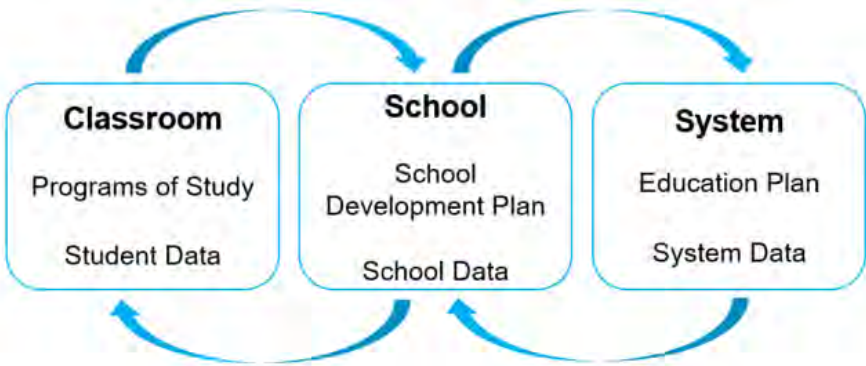 Classroom
Programs of Study
Student Data
School
School
Development Plan
School Data
System
Education Plan
System Data